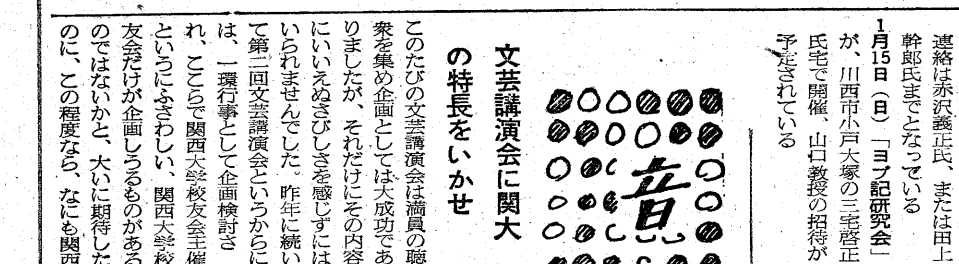 連絡は赤沢義正氏、または田上
幹郎氏までとなっている
1月15日(日)「ヨブ記研究会」
が、川西市小戸大塚の三宅啓正
氏宅で開催、山口教授の招待が
予定されている
音
文芸講演会に関大
の特長をいかせ
このたびの文芸講演会は満員の聴
衆を集め企画としては大成功であ
りましたが、それだけにその内容
にいいえぬさびしさを感じずには
いられませんでした。昨年に続い
て第二回文芸講演会というからに
は、一環行事として企画検討さ
れ、ここらで関西大学校友会主催
というにふさわしい、関西大学校
友会だけが企画しうるものがある
のではないかと、大いに期待した
のに、この程度なら、なにも関西